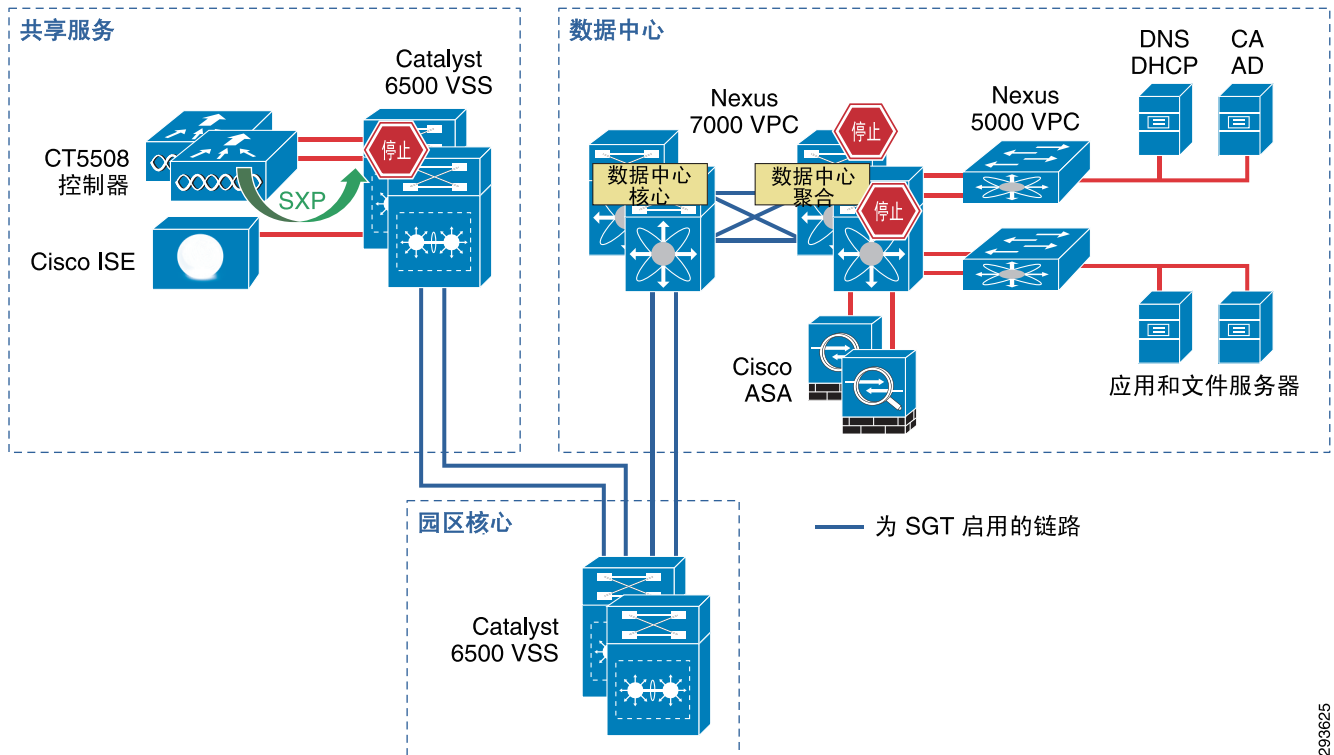 共享服务
Catalyst
6500 VSS
CT5508
控制器
停止
SXP
Cisco ISE
数据中心
DNS
DHCP
CA
AD
Nexus
7000 VPC
Nexus
5000 VPC
停止
数据中心
核心
数据中心
聚合
停止
Cisco
ASA
应用和文件服务器
园区核心
为 SGT 启用的链路
Catalyst
6500 VSS
293625